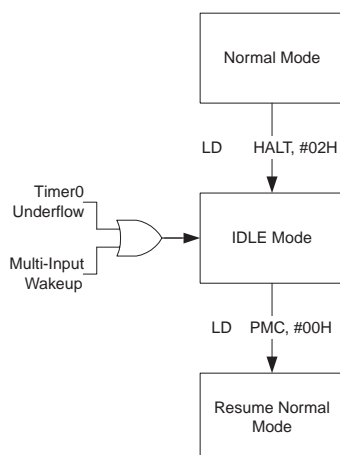 Normal Mode
LD HALT, #02H
Timer0
Underflow
IDLE Mode
Multi-Input
Wakeup
LD PMC, #00H
Resume Normal
Mode